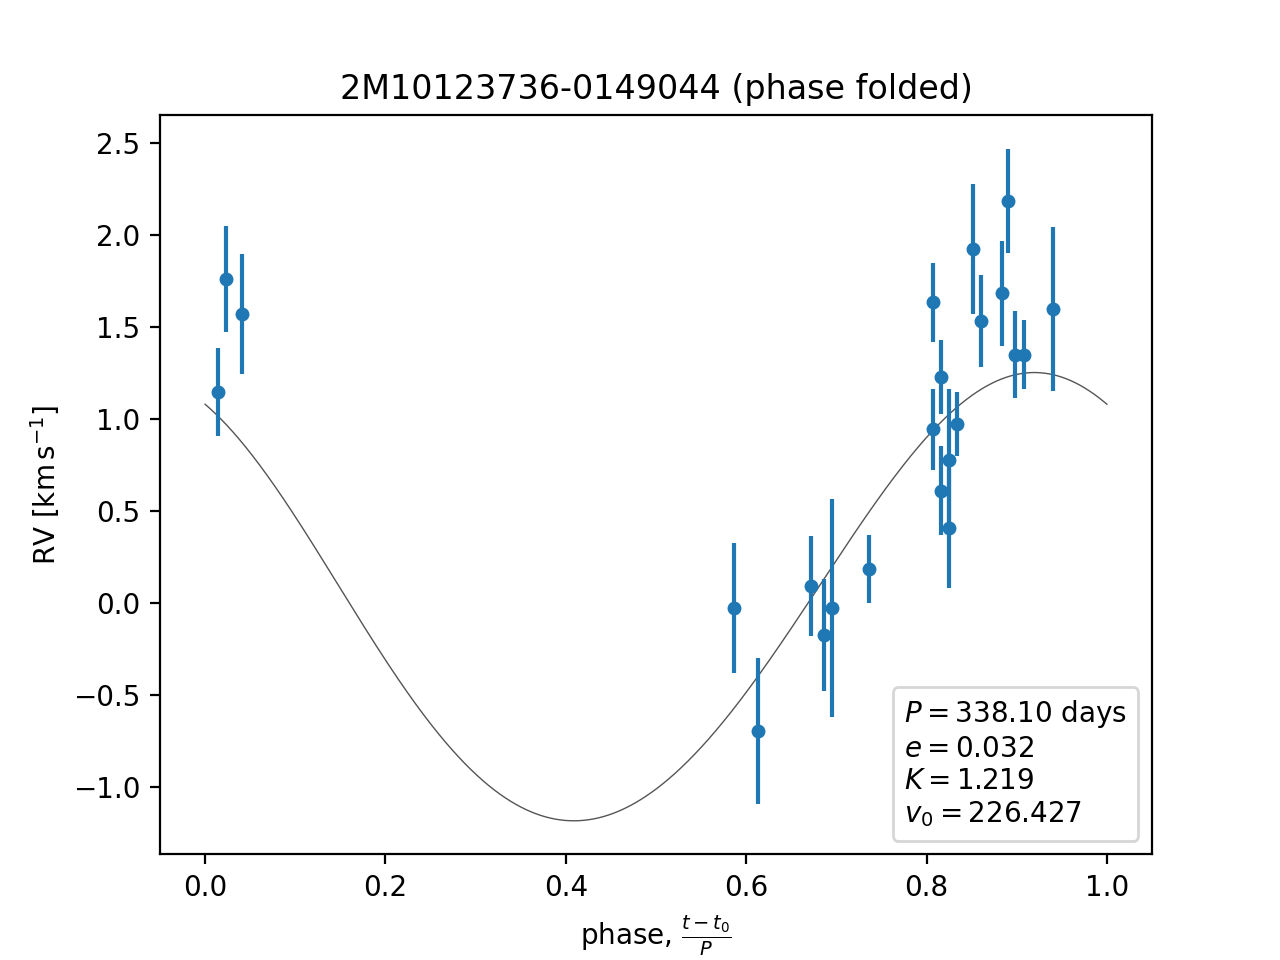 2M10123736-0149044 (phase folded)
RV [km s⁻¹]
2.5
2.0
1.5
1.0
0.5
0.0
−0.5
−1.0
P = 338.10 days
e = 0.032
K = 1.219
v₀ = 226.427
0.0 0.2 0.4 0.6 0.8 1.0
phase, (t − t₀)/P